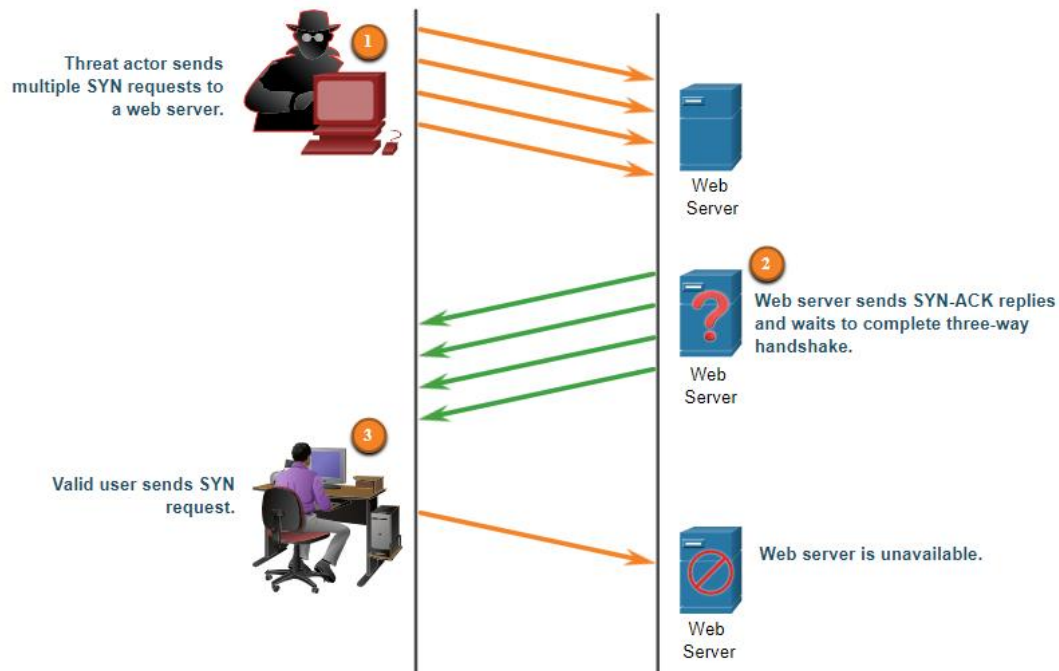 1
Threat actor sends
multiple SYN requests to
a web server.
Web
Server
2
Web server sends SYN-ACK replies
and waits to complete three-way
handshake.
Web
Server
3
Valid user sends SYN
request.
Web server is unavailable.
Web
Server